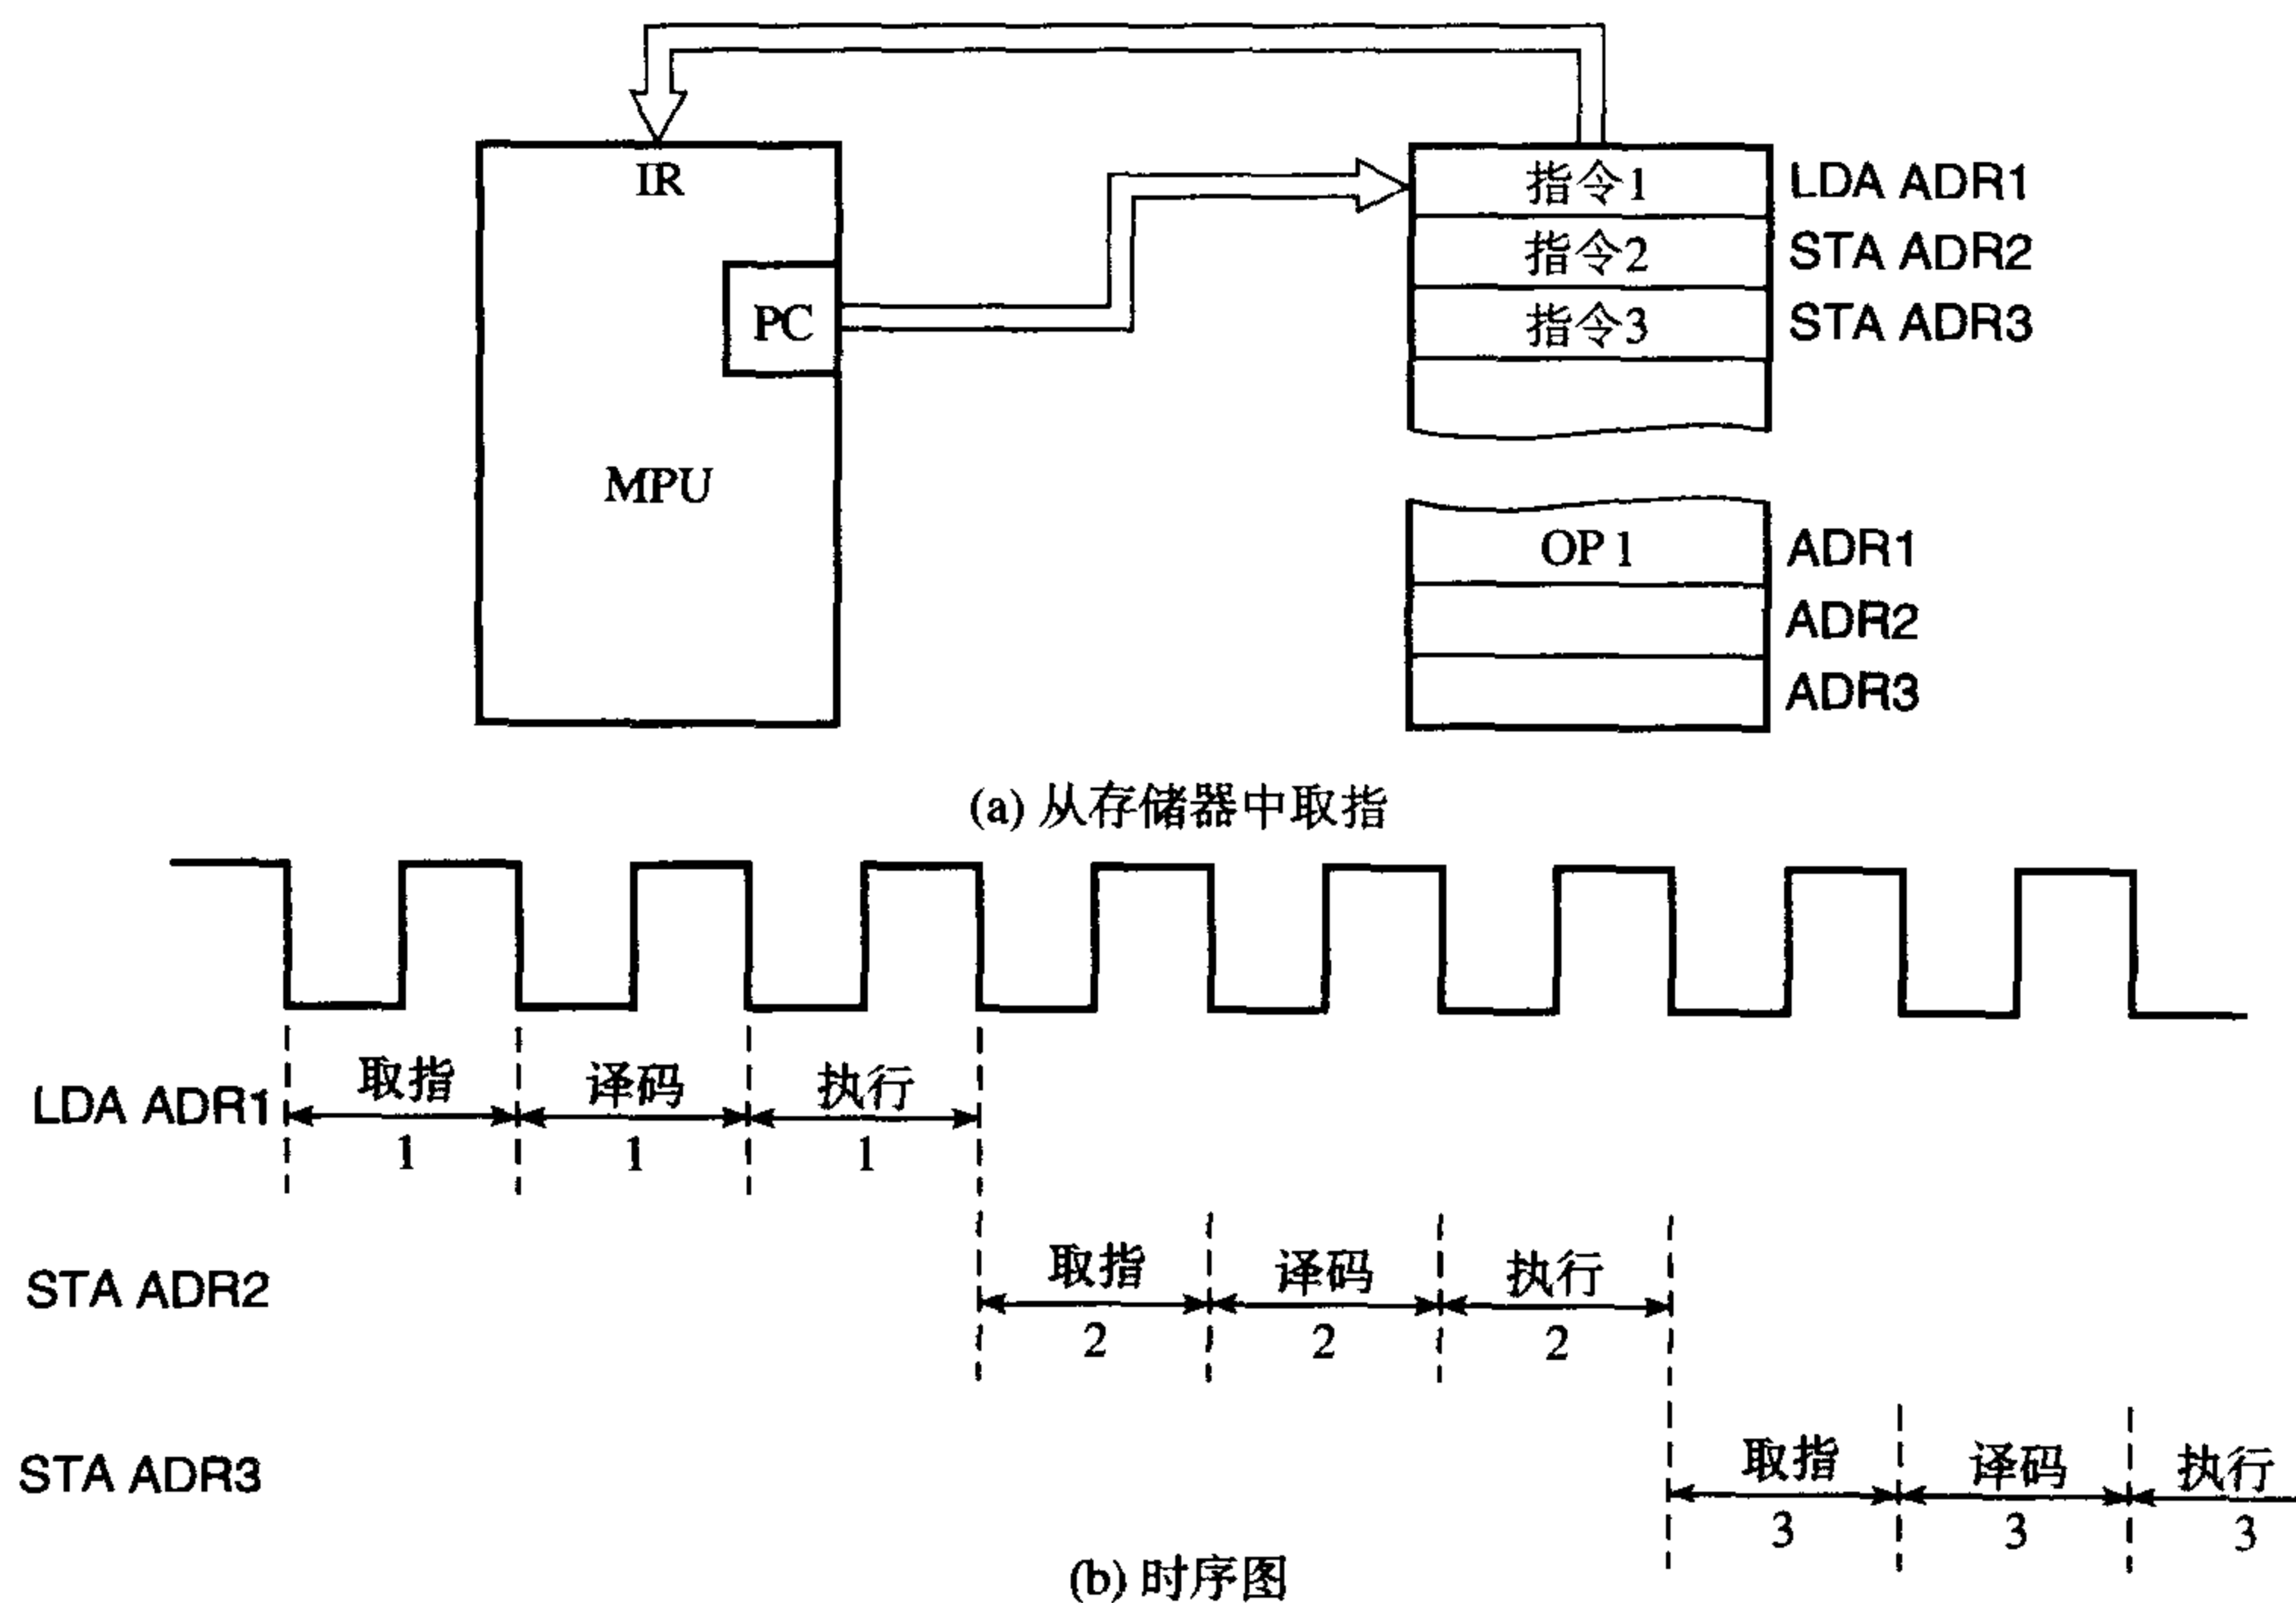 IR
指令1 LDA ADR1
指令2 STA ADR2
PC
指令3 STA ADR3
MPU
OP 1 ADR1
ADR2
ADR3
(a) 从存储器中取指
取指 译码 执行
LDA ADR1
1 1 1
取指 译码 执行
STA ADR2
2 2 2
取指 译码 执行
STA ADR3
3 3 3
(b) 时序图